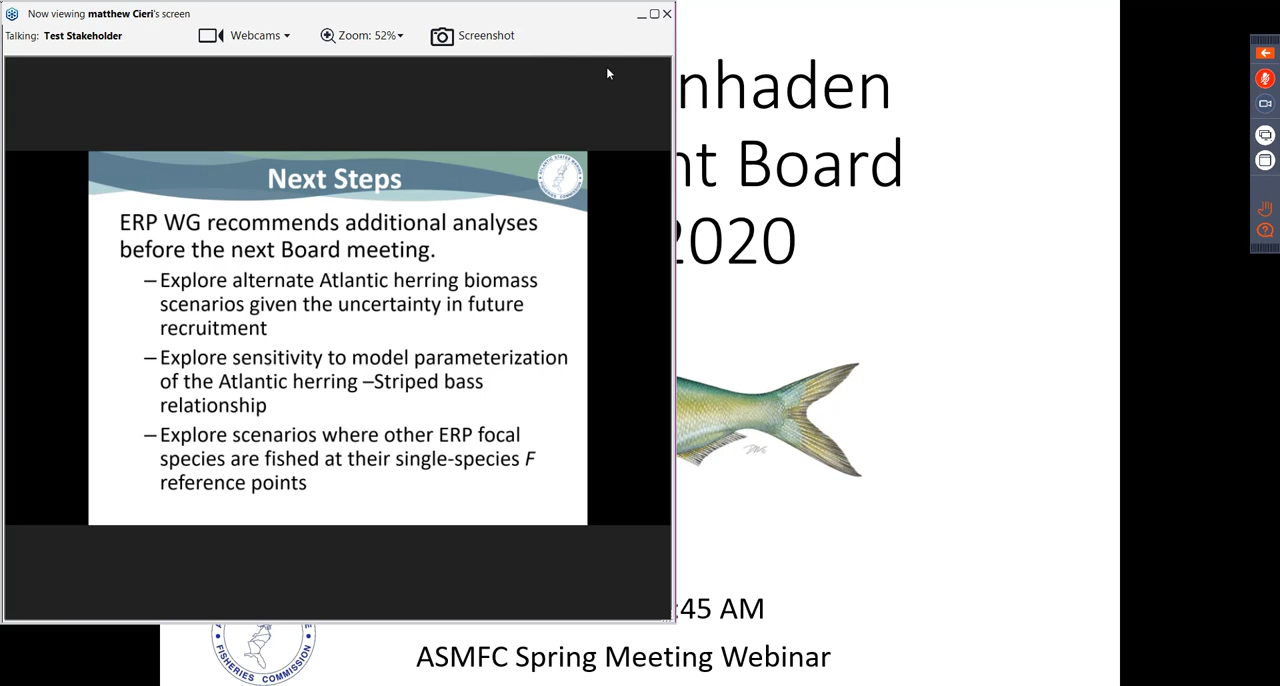 Now viewing matthew Cieri's screen
Talking: Test Stakeholder
Webcams
Zoom: 52%
Screenshot
Next Steps
ERP WG recommends additional analyses
before the next Board meeting.
–Explore alternate Atlantic herring biomass
scenarios given the uncertainty in future
recruitment
–Explore sensitivity to model parameterization
of the Atlantic herring –Striped bass
relationship
–Explore scenarios where other ERP focal
species are fished at their single-species F
reference points
nhaden
nt Board
2020
:45 AM
ASMFC Spring Meeting Webinar
FISHERIES COMMISSION